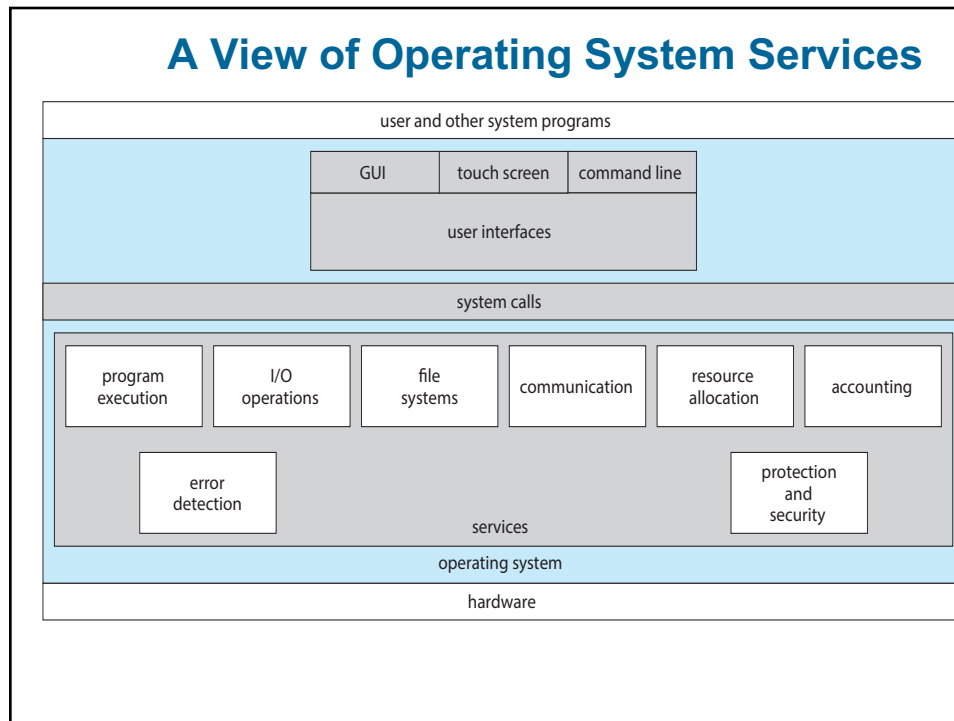 A View of Operating System Services
user and other system programs
GUI
touch screen
command line
user interfaces
system calls
program
execution
I/O
operations
file
systems
communication
resource
allocation
accounting
error
detection
protection
and
security
services
operating system
hardware